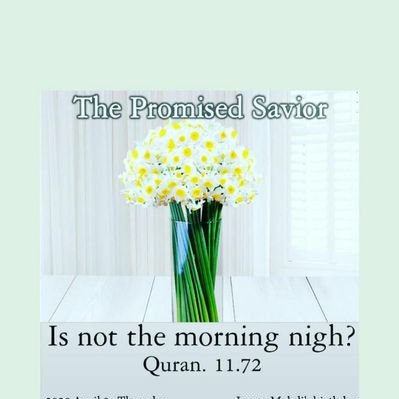 The Promised Savior
Is not the morning nigh?
Quran. 11.72